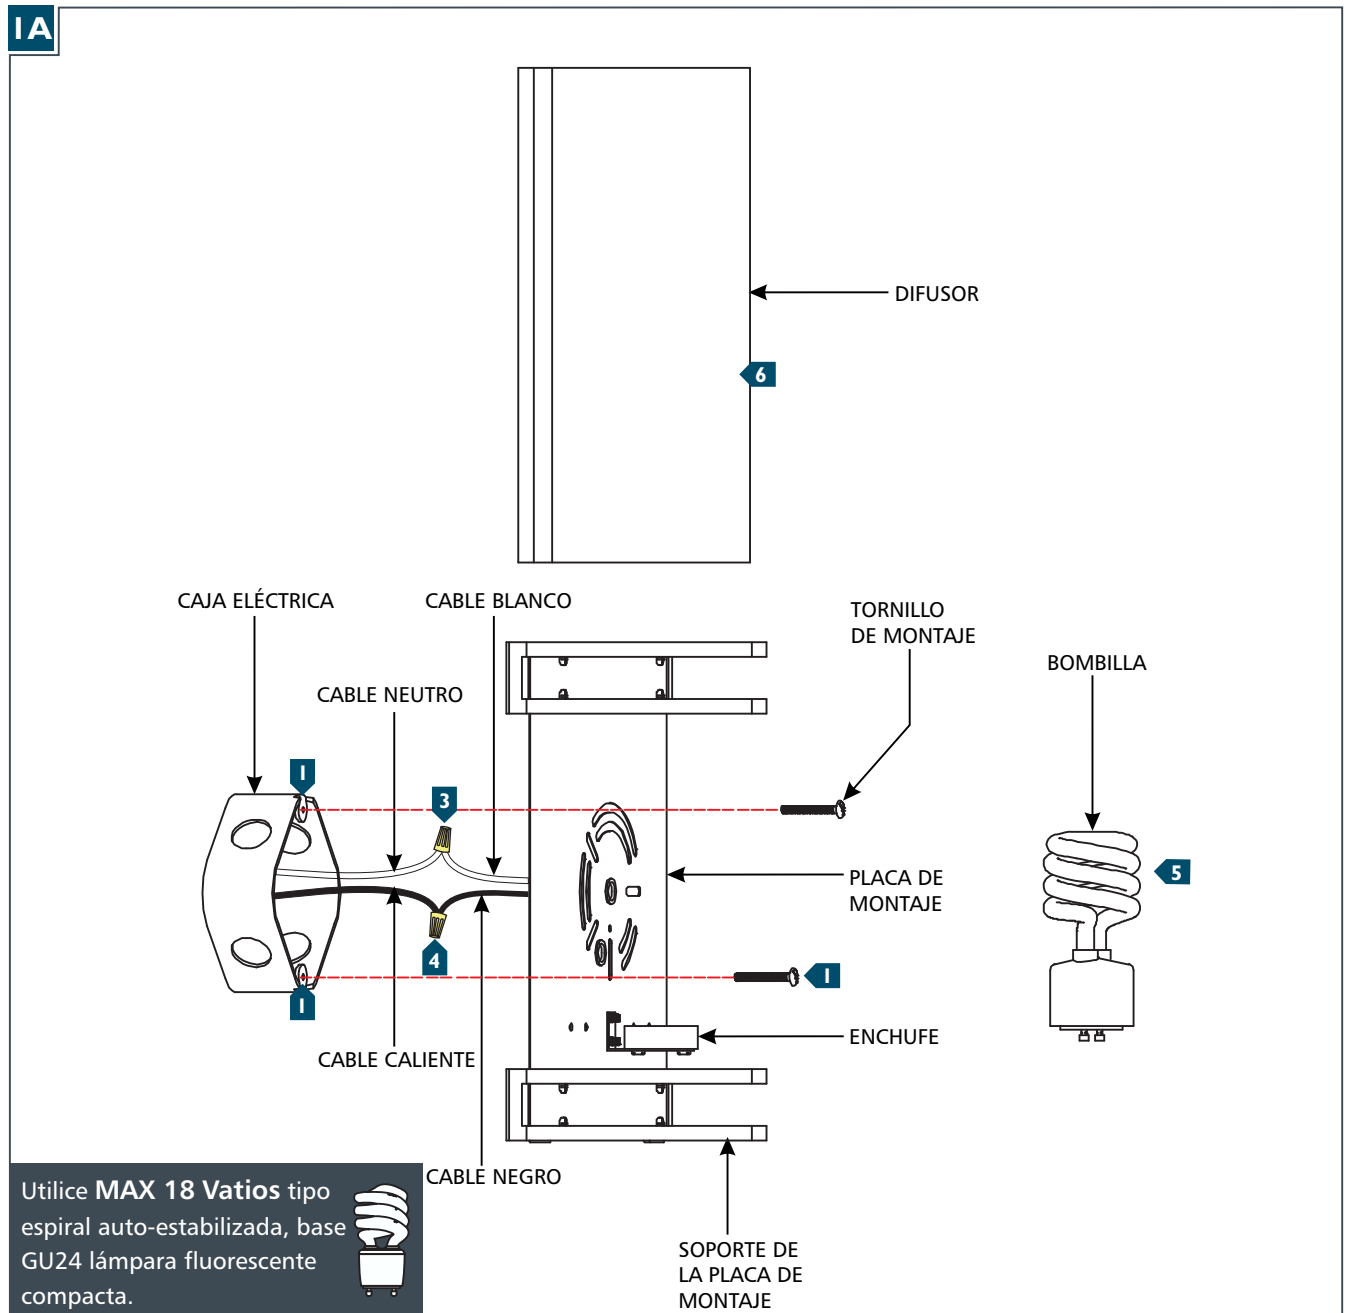 1A
DIFUSOR
6
CAJA ELÉCTRICA
CABLE BLANCO
TORNILLO
DE MONTAJE
BOMBILLA
CABLE NEUTRO
1
3
5
PLACA DE
MONTAJE
4
1
1
ENCHUFE
CABLE CALIENTE
CABLE NEGRO
SOPORTE DE
LA PLACA DE
MONTAJE
Utilice MAX 18 Vatios tipo
espiral auto-estabilizada, base
GU24 lámpara fluorescente
compacta.